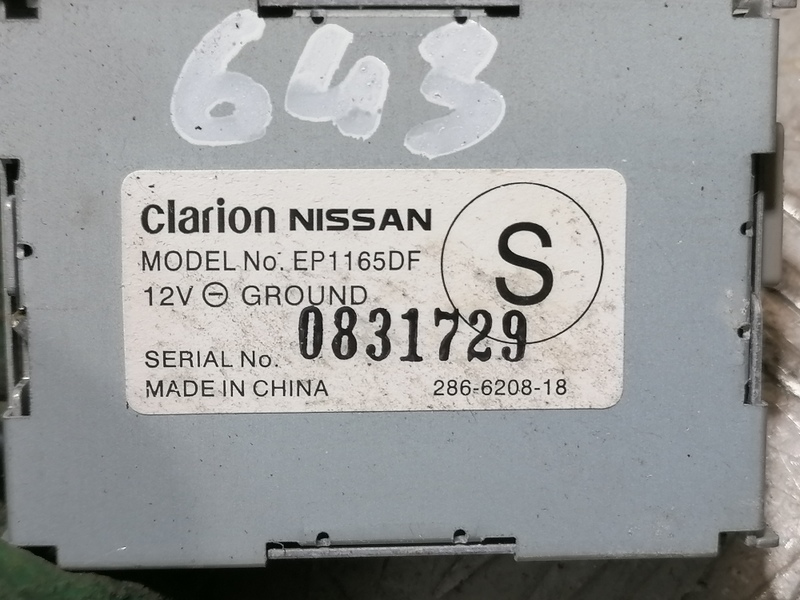 643
Clarion NISSAN
S
MODEL No. EP1165DF
12V ⊖ GROUND
0831729
SERIAL No.
MADE IN CHINA 286-6208-18